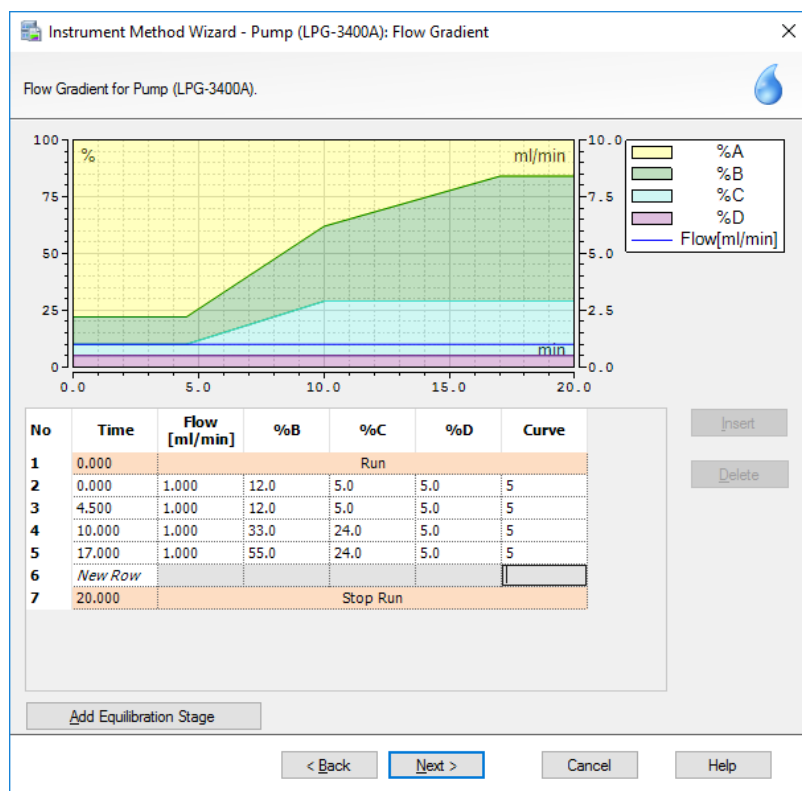 Instrument Method Wizard - Pump (LPG-3400A): Flow Gradient
Flow Gradient for Pump (LPG-3400A).
100 % ml/min 10.0
75 7.5
50 5.0
25 2.5
0 min 0.0
0.0 5.0 10.0 15.0 20.0
%A
%B
%C
%D
Flow[ml/min]
No Time Flow [ml/min] %B %C %D Curve
1 0.000 Run
2 0.000 1.000 12.0 5.0 5.0 5
3 4.500 1.000 12.0 5.0 5.0 5
4 10.000 1.000 33.0 24.0 5.0 5
5 17.000 1.000 55.0 24.0 5.0 5
6 New Row
7 20.000 Stop Run
Insert
Delete
Add Equilibration Stage
< Back Next > Cancel Help